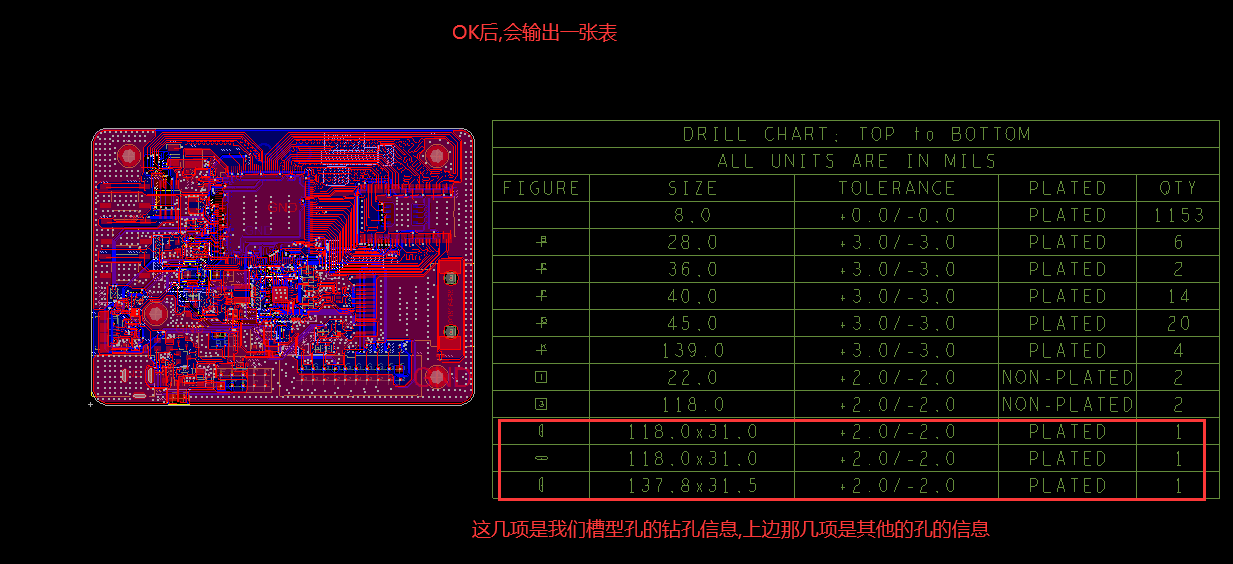 OK后,会输出一张表
DRILL CHART: TOP to BOTTOM
ALL UNITS ARE IN MILS
FIGURE SIZE TOLERANCE PLATED QTY
8.0 +0.0/-0.0 PLATED 1153
28.0 +3.0/-3.0 PLATED 6
36.0 +3.0/-3.0 PLATED 2
40.0 +3.0/-3.0 PLATED 14
45.0 +3.0/-3.0 PLATED 20
139.0 +3.0/-3.0 PLATED 4
1 22.0 +2.0/-2.0 NON-PLATED 2
3 118.0 +2.0/-2.0 NON-PLATED 2
118.0x31.0 +2.0/-2.0 PLATED 1
118.0x31.0 +2.0/-2.0 PLATED 1
137.8x31.5 +2.0/-2.0 PLATED 1
这几项是我们槽型孔的钻孔信息,上边那几项是其他的孔的信息